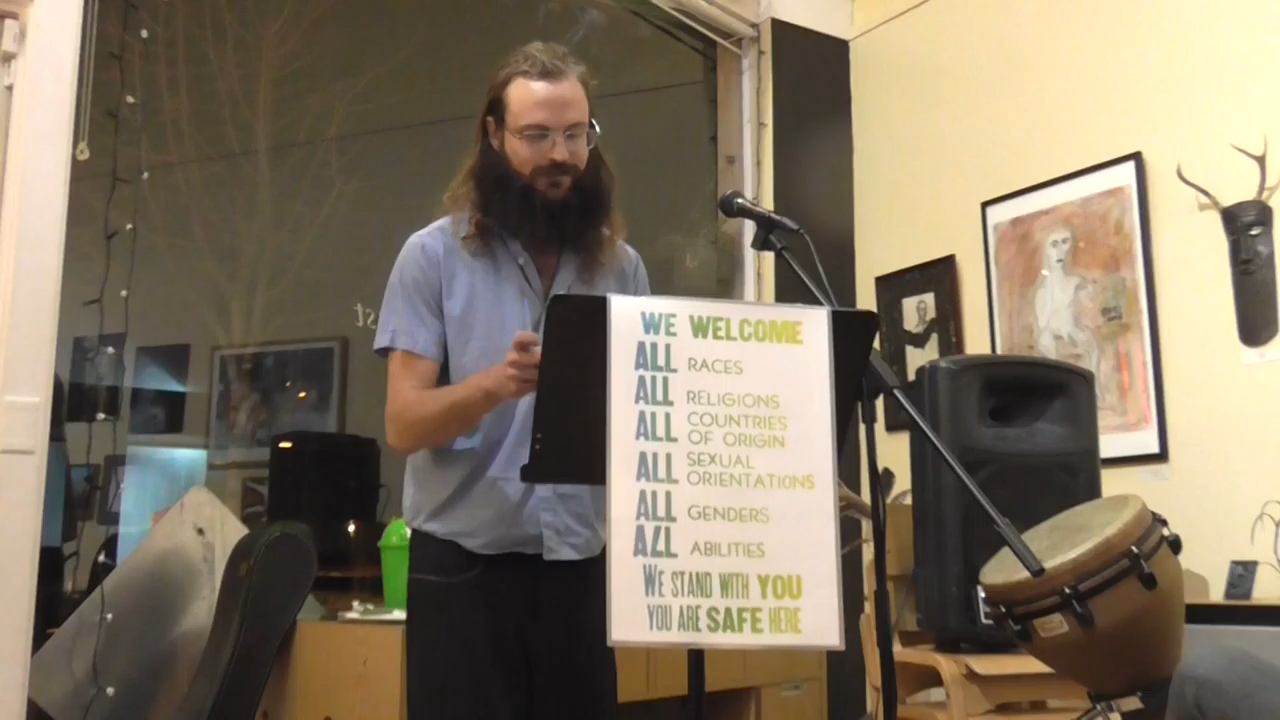 WE WELCOME
ALL RACES
ALL RELIGIONS
ALL COUNTRIES
OF ORIGIN
ALL SEXUAL
ORIENTATIONS
ALL GENDERS
ALL ABILITIES
WE STAND WITH YOU
YOU ARE SAFE HERE